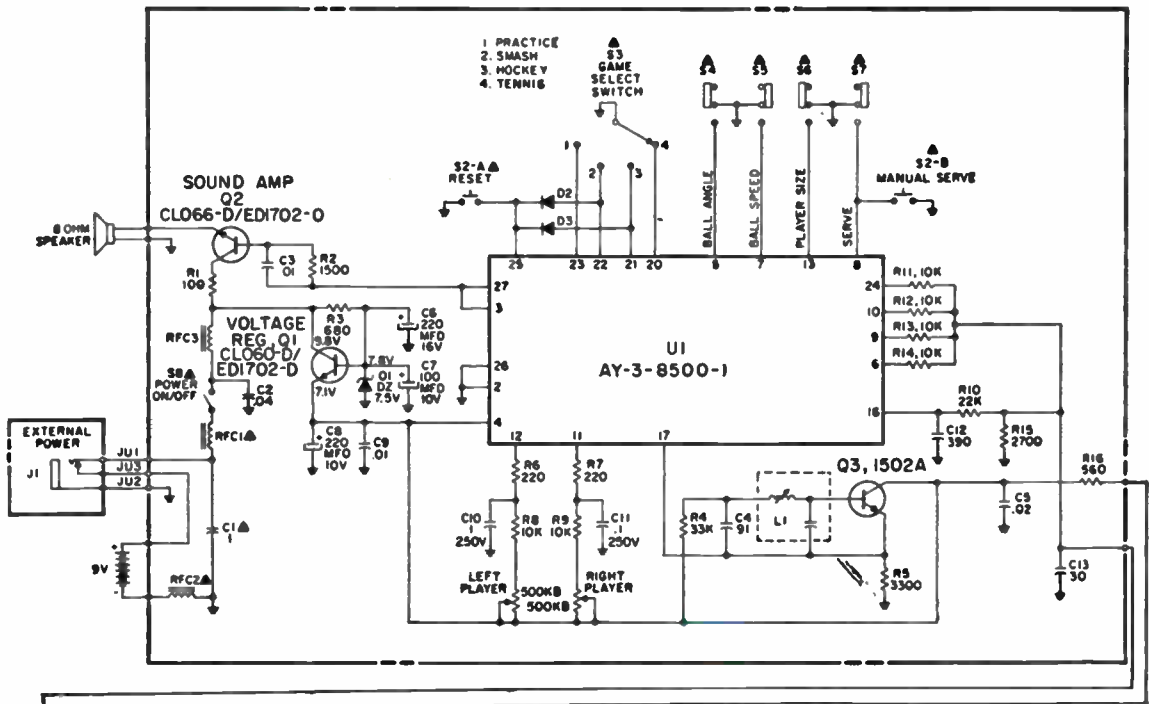 1 PRACTICE
2. SMASH
3. HOCKEY
4. TENNIS
S3
GAME
SELECT
SWITCH
S4
S5
S6
S7
1
2
3
4
S2-A
RESET
D2
D3
BALL ANGLE
BALL SPEED
PLAYER SIZE
SERVE
S2-B
MANUAL SERVE
SOUND AMP
Q2
CL066-D/ED1702-O
8 OHM
SPEAKER
C3
.01
R2
1500
R1
100
25
23
22
21
20
7
13
8
27
3
26
2
4
12
11
17
24
10
9
6
16
U1
AY-3-8500-1
R11, 10K
R12, 10K
R13, 10K
R14, 10K
R3
680
9.8V
C6
220
MFD
16V
VOLTAGE
REG, Q1
CL060-D/
ED1702-D
RFC3
7.8V
7.1V
D1
DZ
7.5V
C7
100
MFD
10V
S8
POWER
ON/OFF
C2
.04
RFC1
C8
220
MFD
10V
C9
.01
R10
22K
C12
390
R15
2700
R16
560
EXTERNAL
POWER
J1
JU1
JU3
JU2
R6
220
R7
220
Q3, 1502A
C10
250V
R8
10K
R9
10K
C11
.1
250V
R4
33K
C4
91
L1
C5
.02
C1
9V
RFC2
LEFT
PLAYER
500KB
500KB
RIGHT
PLAYER
R5
3300
C13
30